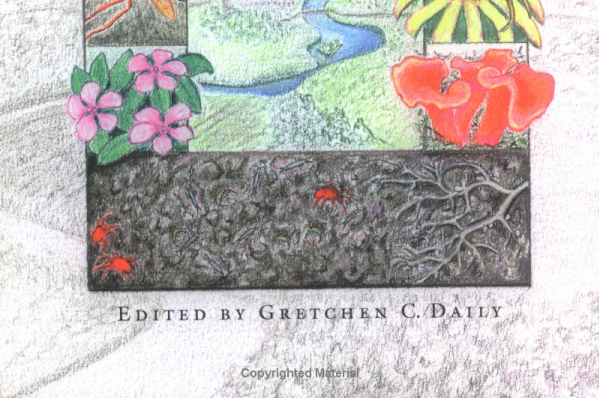 EDITED BY GRETCHEN C. DAILY
Copyrighted Material